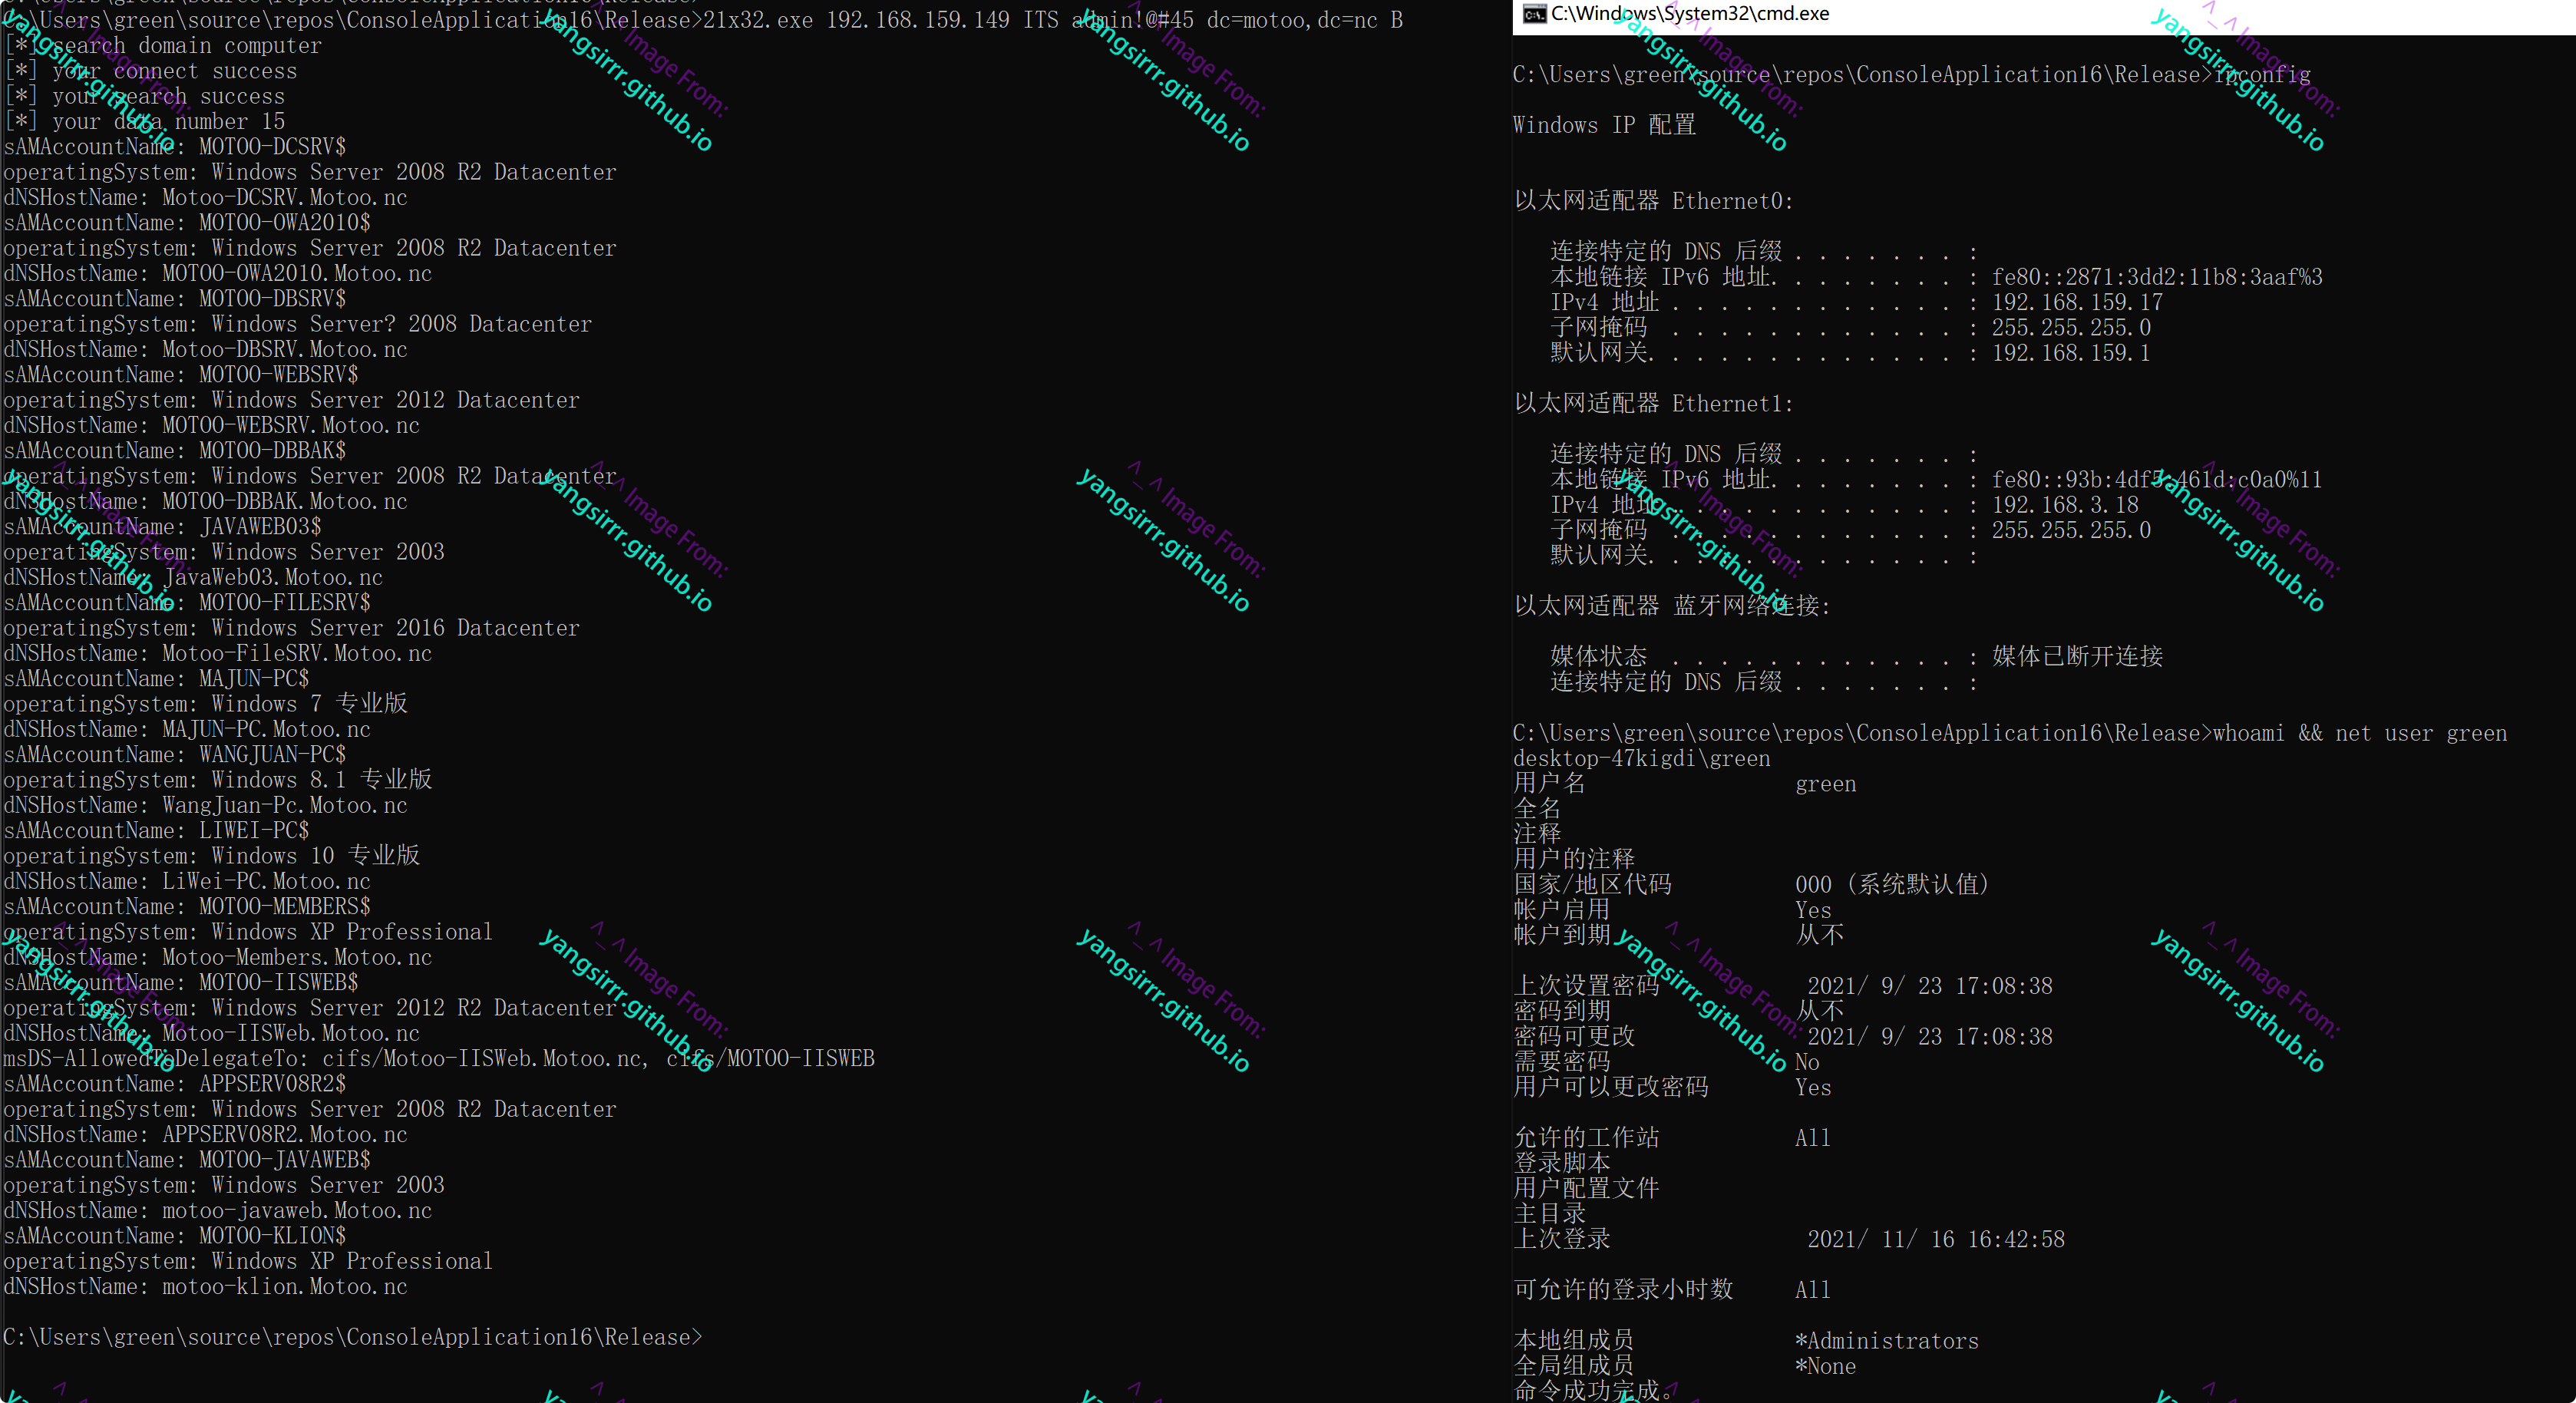 C:\Users\green\source\repos\ConsoleApplication16\Release>21x32.exe 192.168.159.149 ITS admin!@#45 dc=motoo,dc=nc B
[*] search domain computer
[*] your connect success
[*] your search success
[*] your data number 15
sAMAccountName: MOTOO-DCSRV$
operatingSystem: Windows Server 2008 R2 Datacenter
dNSHostName: Motoo-DCSRV.Motoo.nc
sAMAccountName: MOTOO-OWA2010$
operatingSystem: Windows Server 2008 R2 Datacenter
dNSHostName: MOTOO-OWA2010.Motoo.nc
sAMAccountName: MOTOO-DBSRV$
operatingSystem: Windows Server? 2008 Datacenter
dNSHostName: Motoo-DBSRV.Motoo.nc
sAMAccountName: MOTOO-WEBSRV$
operatingSystem: Windows Server 2012 Datacenter
dNSHostName: MOTOO-WEBSRV.Motoo.nc
sAMAccountName: MOTOO-DBBAK$
operatingSystem: Windows Server 2008 R2 Datacenter
dNSHostName: MOTOO-DBBAK.Motoo.nc
sAMAccountName: JAVAWEB03$
operatingSystem: Windows Server 2003
dNSHostName: JavaWeb03.Motoo.nc
sAMAccountName: MOTOO-FILESRV$
operatingSystem: Windows Server 2016 Datacenter
dNSHostName: Motoo-FileSRV.Motoo.nc
sAMAccountName: MAJUN-PC$
operatingSystem: Windows 7 专业版
dNSHostName: MAJUN-PC.Motoo.nc
sAMAccountName: WANGJUAN-PC$
operatingSystem: Windows 8.1 专业版
dNSHostName: WangJuan-Pc.Motoo.nc
sAMAccountName: LIWEI-PC$
operatingSystem: Windows 10 专业版
dNSHostName: LiWei-PC.Motoo.nc
sAMAccountName: MOTOO-MEMBERS$
operatingSystem: Windows XP Professional
dNSHostName: Motoo-Members.Motoo.nc
sAMAccountName: MOTOO-IISWEB$
operatingSystem: Windows Server 2012 R2 Datacenter
dNSHostName: Motoo-IISWeb.Motoo.nc
msDS-AllowedToDelegateTo: cifs/Motoo-IISWeb.Motoo.nc, cifs/MOTOO-IISWEB
sAMAccountName: APPSERV08R2$
operatingSystem: Windows Server 2008 R2 Datacenter
dNSHostName: APPSERV08R2.Motoo.nc
sAMAccountName: MOTOO-JAVAWEB$
operatingSystem: Windows Server 2003
dNSHostName: motoo-javaweb.Motoo.nc
sAMAccountName: MOTOO-KLION$
operatingSystem: Windows XP Professional
dNSHostName: motoo-klion.Motoo.nc
C:\Users\green\source\repos\ConsoleApplication16\Release>
C:\Windows\System32\cmd.exe
C:\Users\green\source\repos\ConsoleApplication16\Release>ipconfig
Windows IP 配置
以太网适配器 Ethernet0:
连接特定的 DNS 后缀 . . . . . . . :
本地链接 IPv6 地址. . . . . . . . : fe80::2871:3dd2:11b8:3aaf%3
IPv4 地址 . . . . . . . . . . . . : 192.168.159.17
子网掩码 . . . . . . . . . . . . : 255.255.255.0
默认网关. . . . . . . . . . . . . : 192.168.159.1
以太网适配器 Ethernet1:
连接特定的 DNS 后缀 . . . . . . . :
本地链接 IPv6 地址. . . . . . . . : fe80::93b:4df5:461d:c0a0%11
IPv4 地址 . . . . . . . . . . . . : 192.168.3.18
子网掩码 . . . . . . . . . . . . : 255.255.255.0
默认网关. . . . . . . . . . . . . :
以太网适配器 蓝牙网络连接:
媒体状态 . . . . . . . . . . . . : 媒体已断开连接
连接特定的 DNS 后缀 . . . . . . . :
C:\Users\green\source\repos\ConsoleApplication16\Release>whoami && net user green
desktop-47kigdi\green
用户名 green
全名
注释
用户的注释
国家/地区代码 000 (系统默认值)
帐户启用 Yes
帐户到期 从不
上次设置密码 2021/ 9/ 23 17:08:38
密码到期 从不
密码可更改 2021/ 9/ 23 17:08:38
需要密码 No
用户可以更改密码 Yes
允许的工作站 All
登录脚本
用户配置文件
主目录
上次登录 2021/ 11/ 16 16:42:58
可允许的登录小时数 All
本地组成员 *Administrators
全局组成员 *None
命令成功完成。
^_^ Image From:
yangsirrr.github.io